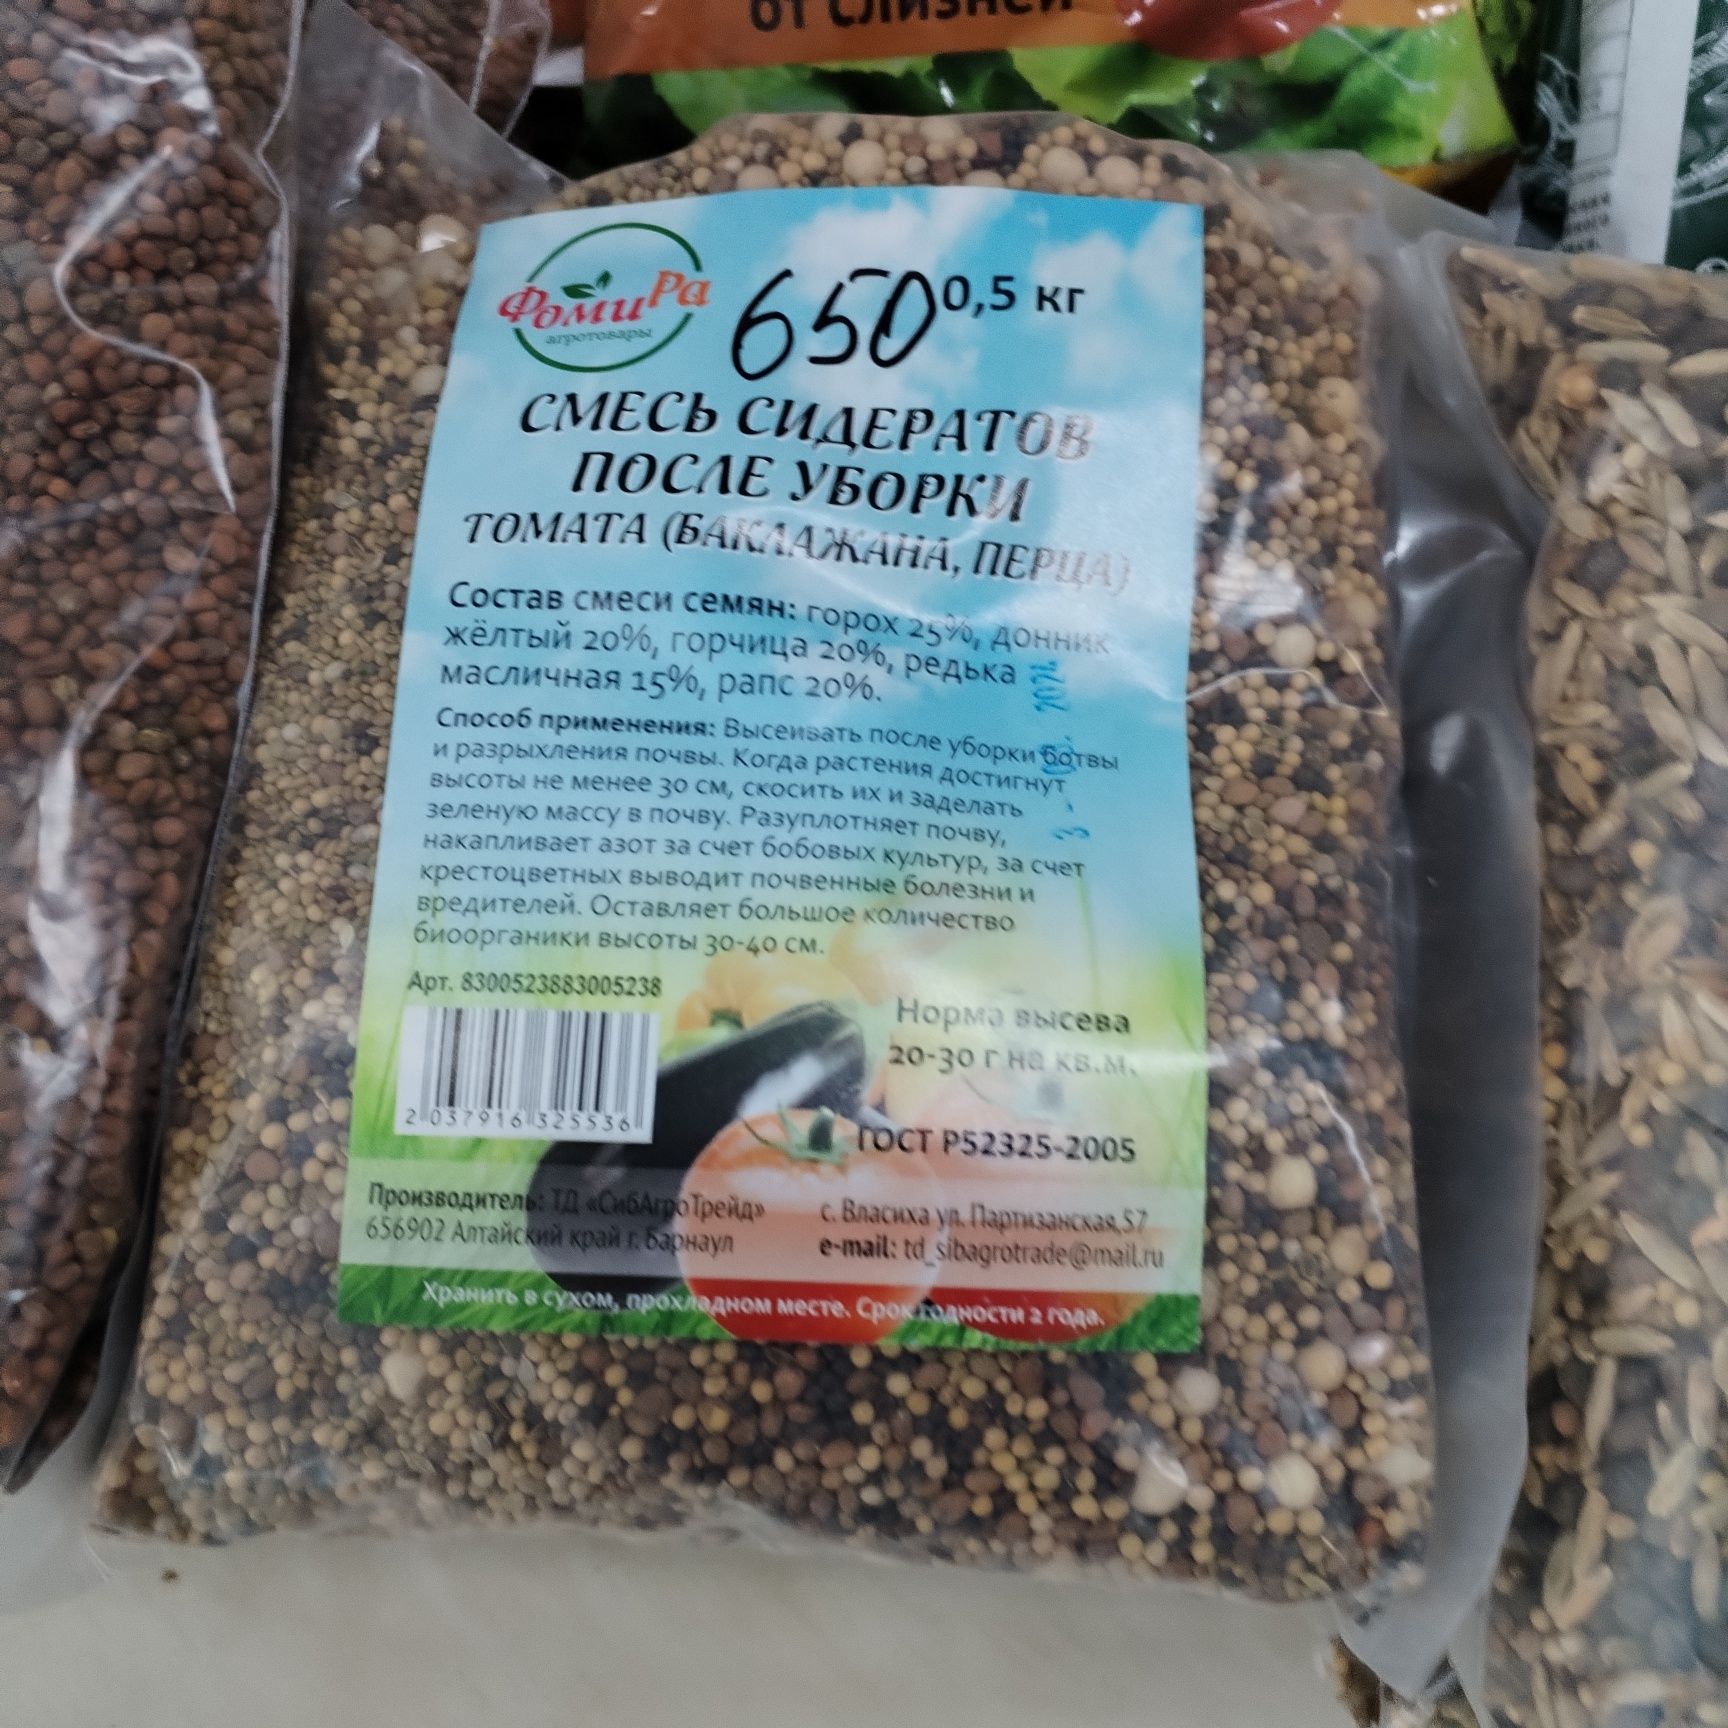 от слизней
ФомиРа
агротовары
650
0,5 кг
СМЕСЬ СИДЕРАТОВ
ПОСЛЕ УБОРКИ
ТОМАТА (БАКЛАЖАНА, ПЕРЦА)
Состав смеси семян: горох 25%, донник
жёлтый 20%, горчица 20%, редька
масличная 15%, рапс 20%.
Способ применения: Высеивать после уборки ботвы
и разрыхления почвы. Когда растения достигнут
высоты не менее 30 см, скосить их и заделать
зеленую массу в почву. Разуплотняет почву,
накапливает азот за счет бобовых культур, за счет
крестоцветных выводит почвенные болезни и
вредителей. Оставляет большое количество
биоорганики высоты 30-40 см.
Арт. 8300523883005238
2 037916 325536
Норма высева
20-30 г на кв.м.
ГОСТ Р52325-2005
Производитель: ТД «СибАгроТрейд»
656902 Алтайский край г. Барнаул
с. Власиха ул. Партизанская,57
e-mail: td_sibagrotrade@mail.ru
Хранить в сухом, прохладном месте. Срок годности 2 года.